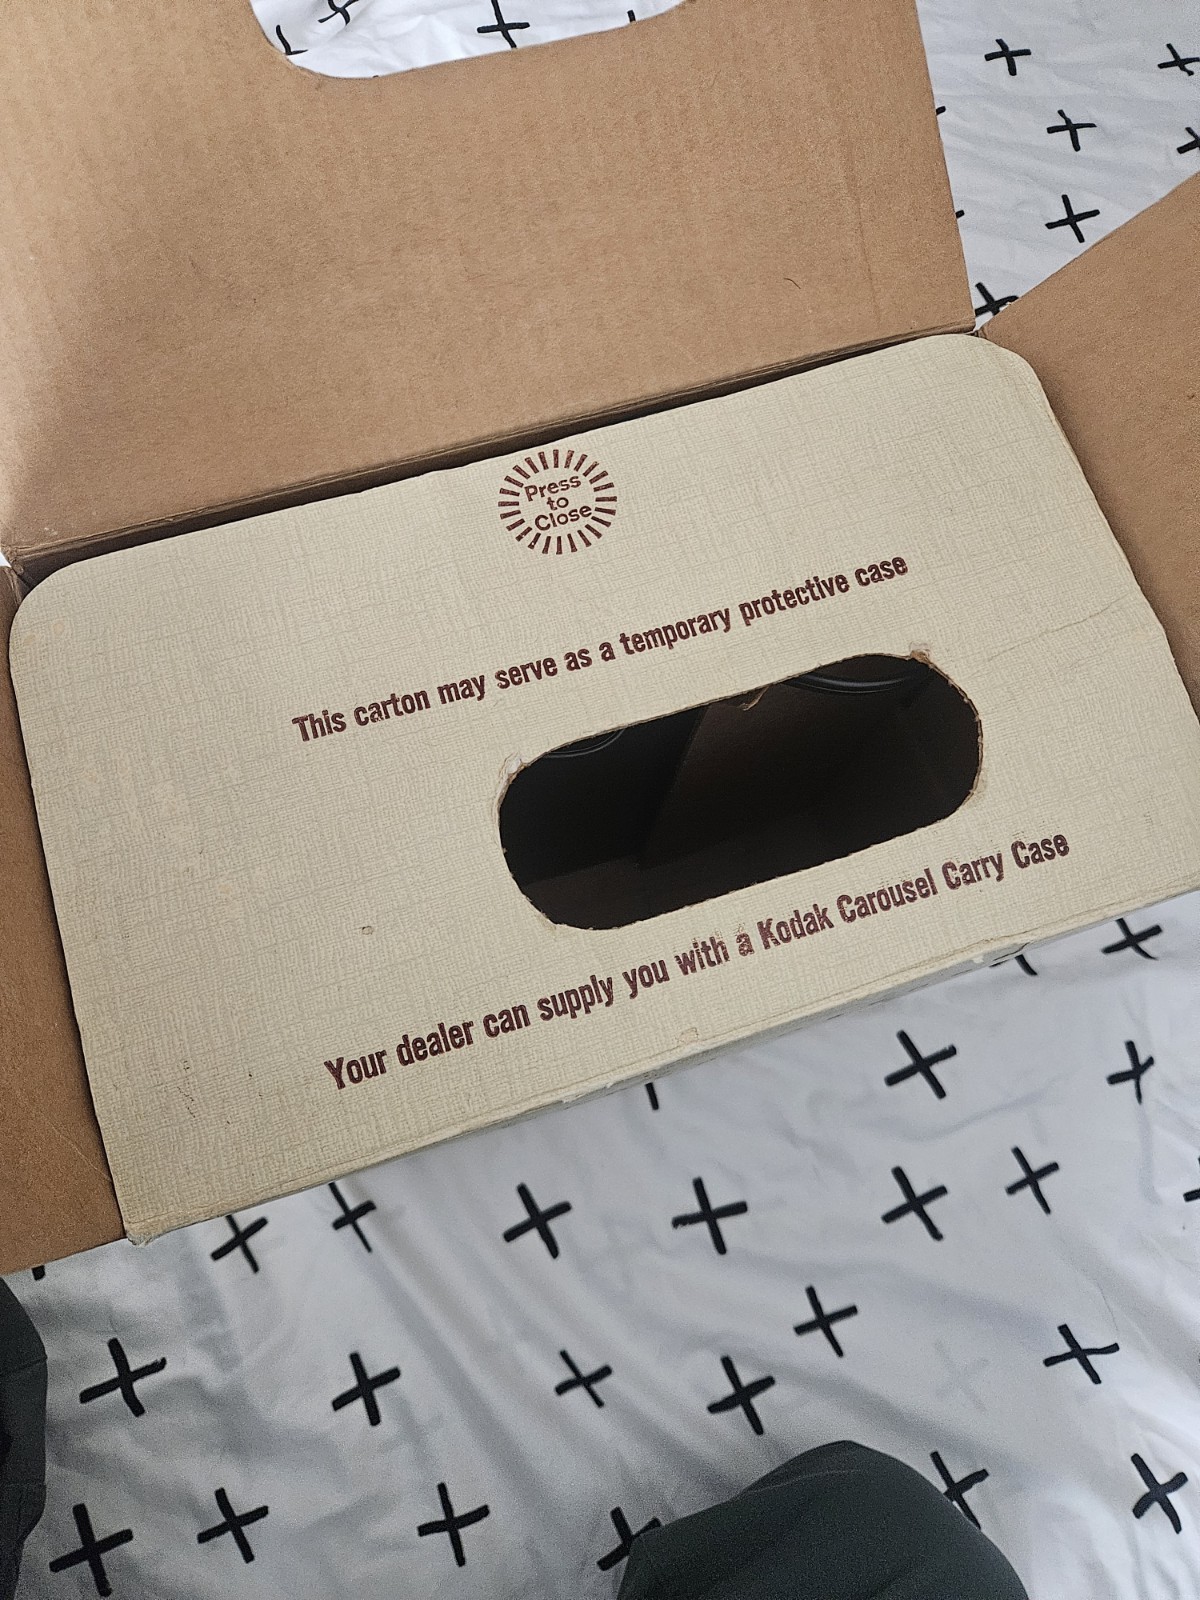 Press
to
Close
This carton may serve as a temporary protective case
Your dealer can supply you with a Kodak Carousel Carry Case